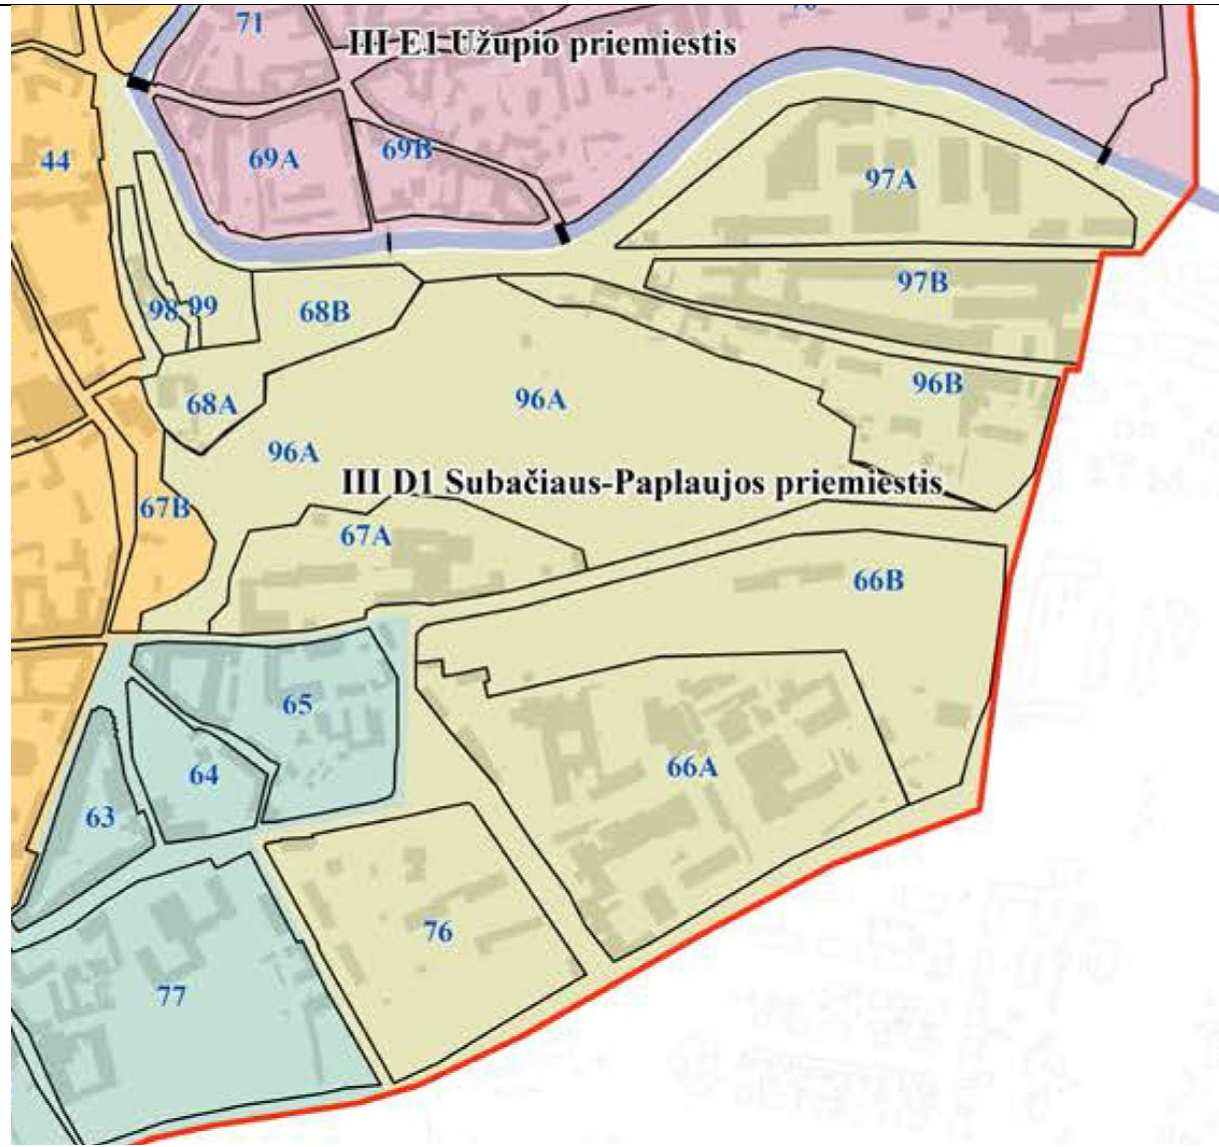 71
III E1 Užupio priemiestis
44
69A
69B
97A
98
99
68B
97B
68A
96A
96B
96A
III D1 Subačiaus-Paplaujos priemiestis
67B
67A
66B
65
64
66A
63
76
77